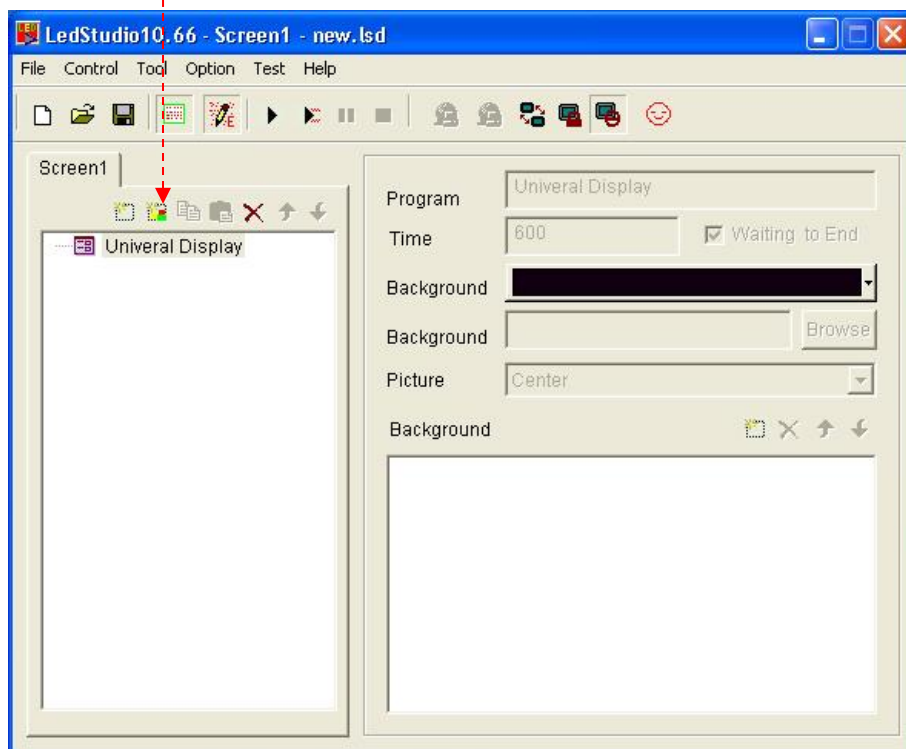 LedStudio10.66 - Screen1 - new.lsd
File Control Tool Option Test Help
Screen1
Univeral Display
Program Univeral Display
Time 600 Waiting to End
Background
Background Browse
Picture Center
Background